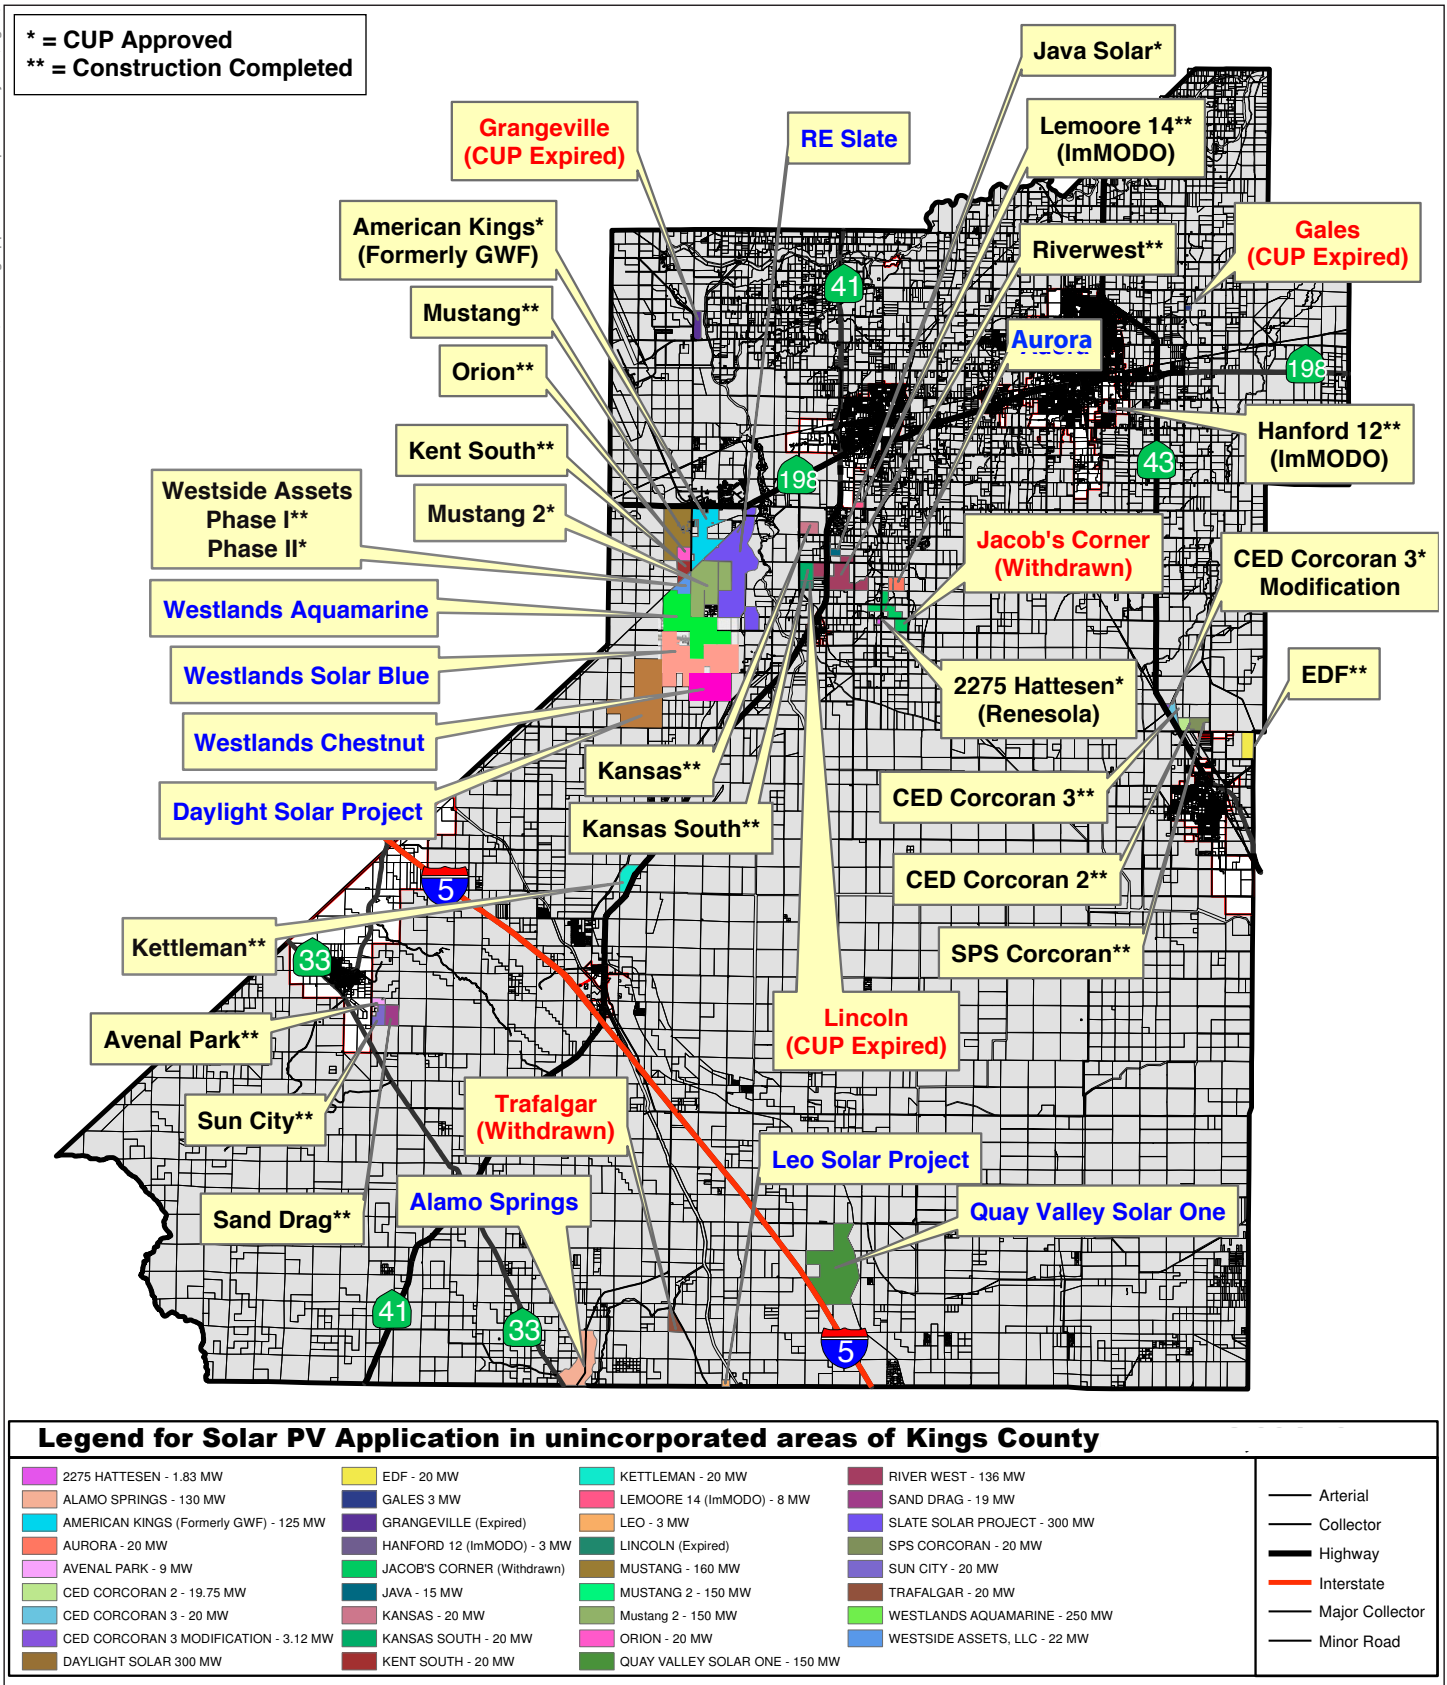 * = CUP Approved
** = Construction Completed
Java Solar*
Grangeville
(CUP Expired)
RE Slate
Lemoore 14**
(ImMODO)
American Kings*
(Formerly GWF)
Riverwest**
Gales
(CUP Expired)
41
Mustang**
Aurora
Orion**
198
Kent South**
Hanford 12**
(ImMODO)
43
198
Westside Assets
Phase I**
Phase II*
Mustang 2*
Jacob's Corner
(Withdrawn)
CED Corcoran 3*
Modification
Westlands Aquamarine
Westlands Solar Blue
EDF**
2275 Hattesen*
(Renesola)
Westlands Chestnut
Kansas**
CED Corcoran 3**
Daylight Solar Project
Kansas South**
5
CED Corcoran 2**
Kettleman**
33
SPS Corcoran**
Avenal Park**
Lincoln
(CUP Expired)
Sun City**
Trafalgar
(Withdrawn)
Leo Solar Project
Sand Drag**
Alamo Springs
Quay Valley Solar One
41
33
5
Legend for Solar PV Application in unincorporated areas of Kings County
2275 HATTESEN - 1.83 MW
ALAMO SPRINGS - 130 MW
AMERICAN KINGS (Formerly GWF) - 125 MW
AURORA - 20 MW
AVENAL PARK - 9 MW
CED CORCORAN 2 - 19.75 MW
CED CORCORAN 3 - 20 MW
CED CORCORAN 3 MODIFICATION - 3.12 MW
DAYLIGHT SOLAR 300 MW
EDF - 20 MW
GALES 3 MW
GRANGEVILLE (Expired)
HANFORD 12 (ImMODO) - 3 MW
JACOB'S CORNER (Withdrawn)
JAVA - 15 MW
KANSAS - 20 MW
KANSAS SOUTH - 20 MW
KENT SOUTH - 20 MW
KETTLEMAN - 20 MW
LEMOORE 14 (ImMODO) - 8 MW
LEO - 3 MW
LINCOLN (Expired)
MUSTANG - 160 MW
MUSTANG 2 - 150 MW
Mustang 2 - 150 MW
ORION - 20 MW
QUAY VALLEY SOLAR ONE - 150 MW
RIVER WEST - 136 MW
SAND DRAG - 19 MW
SLATE SOLAR PROJECT - 300 MW
SPS CORCORAN - 20 MW
SUN CITY - 20 MW
TRAFALGAR - 20 MW
WESTLANDS AQUAMARINE - 250 MW
WESTSIDE ASSETS, LLC - 22 MW
Arterial
Collector
Highway
Interstate
Major Collector
Minor Road